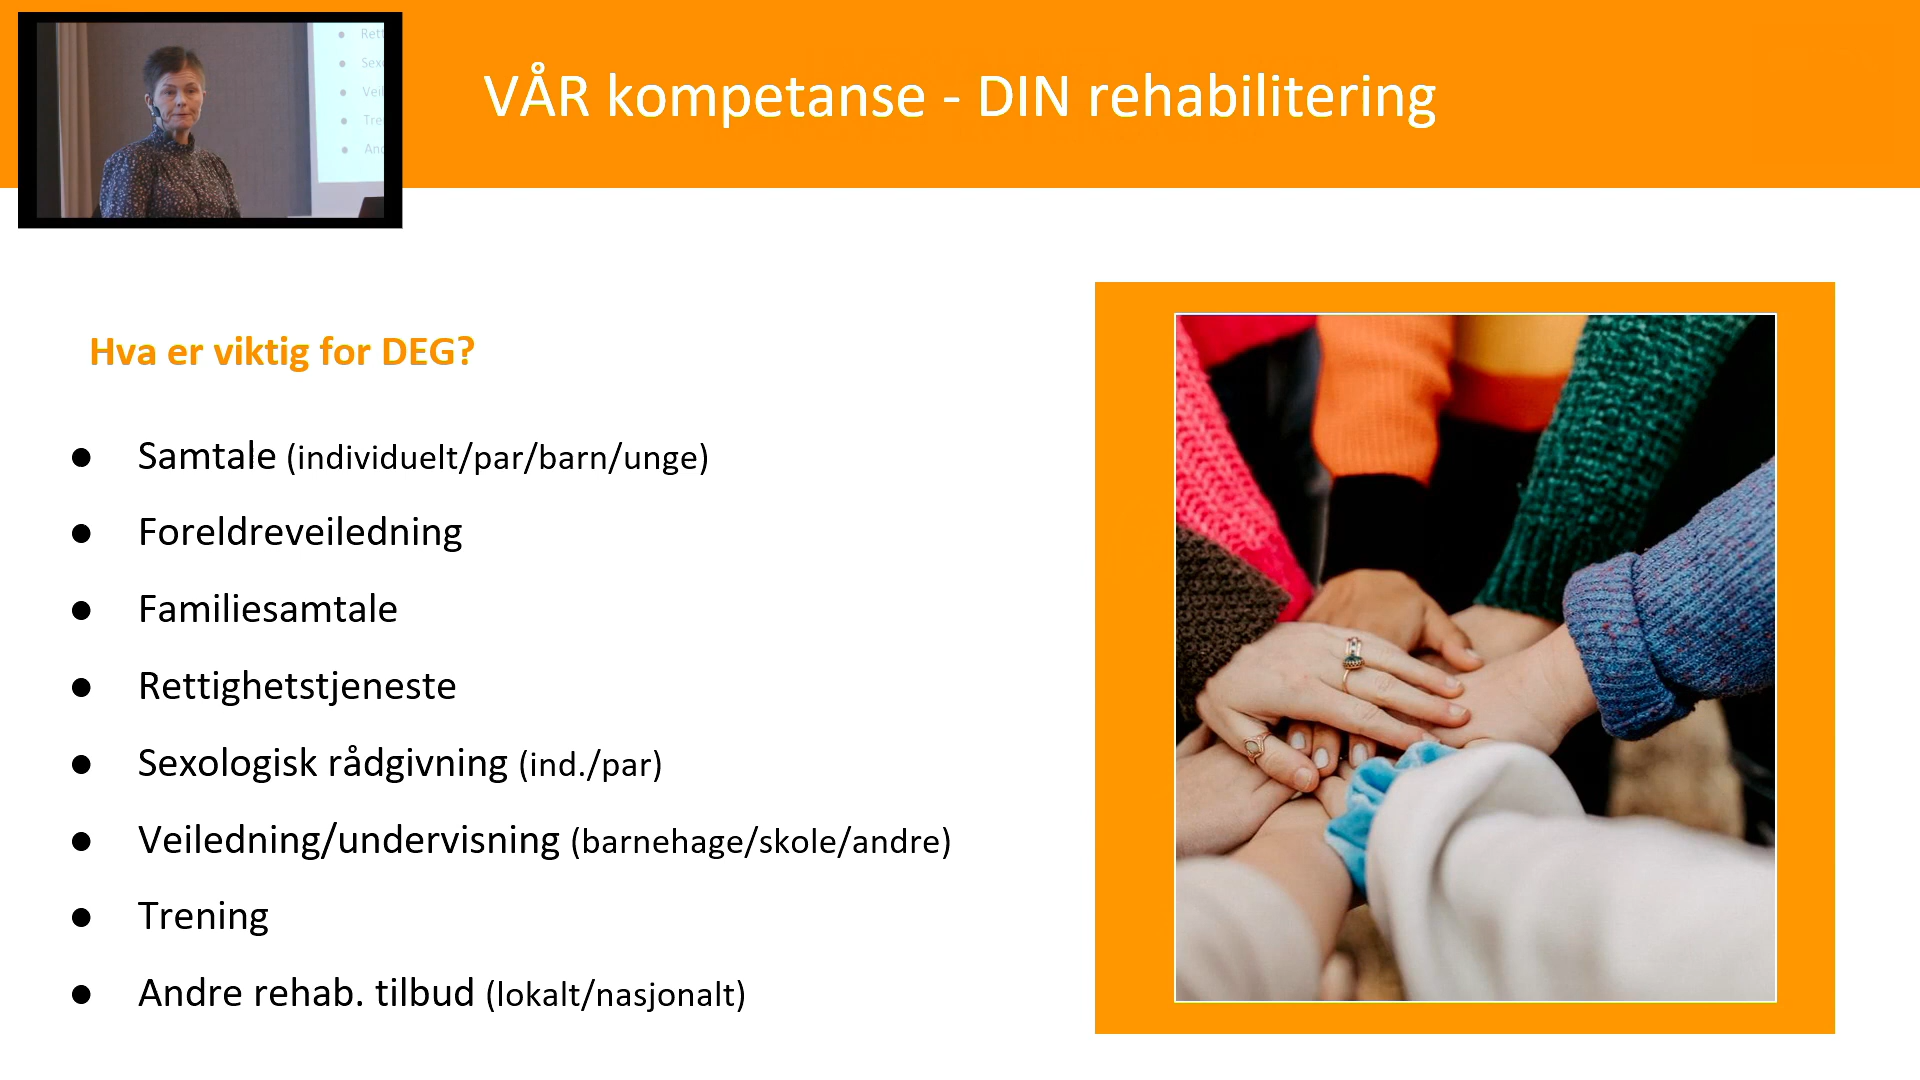 VÅR kompetanse - DIN rehabilitering
Hva er viktig for DEG?
● Samtale (individuelt/par/barn/unge)
● Foreldreveiledning
● Familiesamtale
● Rettighetstjeneste
● Sexologisk rådgivning (ind./par)
● Veiledning/undervisning (barnehage/skole/andre)
● Trening
● Andre rehab. tilbud (lokalt/nasjonalt)